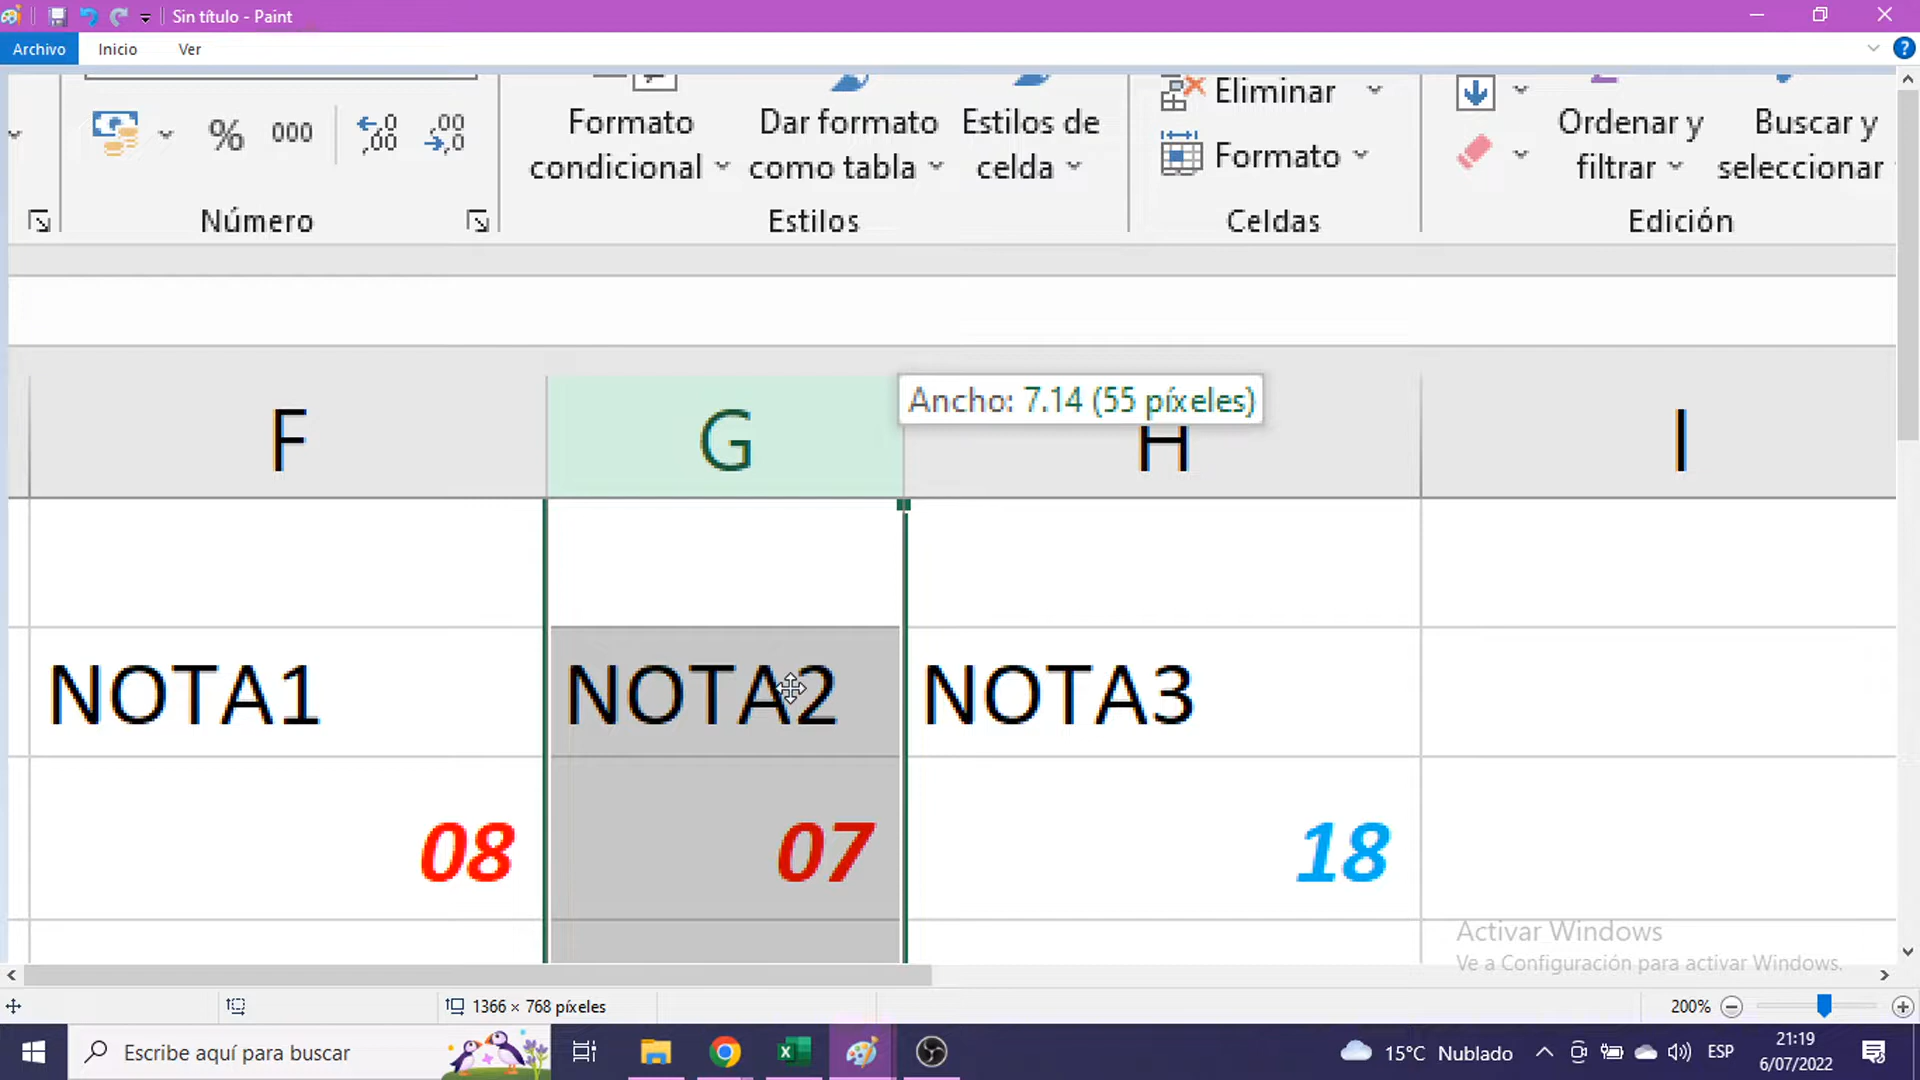 Sin título - Paint
Archivo Inicio Ver
Eliminar
% 000 ,00 ,00 Formato Dar formato Estilos de Ordenar y Buscar y
condicional como tabla celda Formato filtrar seleccionar
Número Estilos Celdas Edición
Ancho: 7.14 (55 píxeles)
F G H I
NOTA1 NOTA2 NOTA3
08 07 18
Activar Windows
Ve a Configuración para activar Windows.
1366 × 768 píxeles 200%
Escribe aquí para buscar 15°C Nublado ESP 21:19
6/07/2022